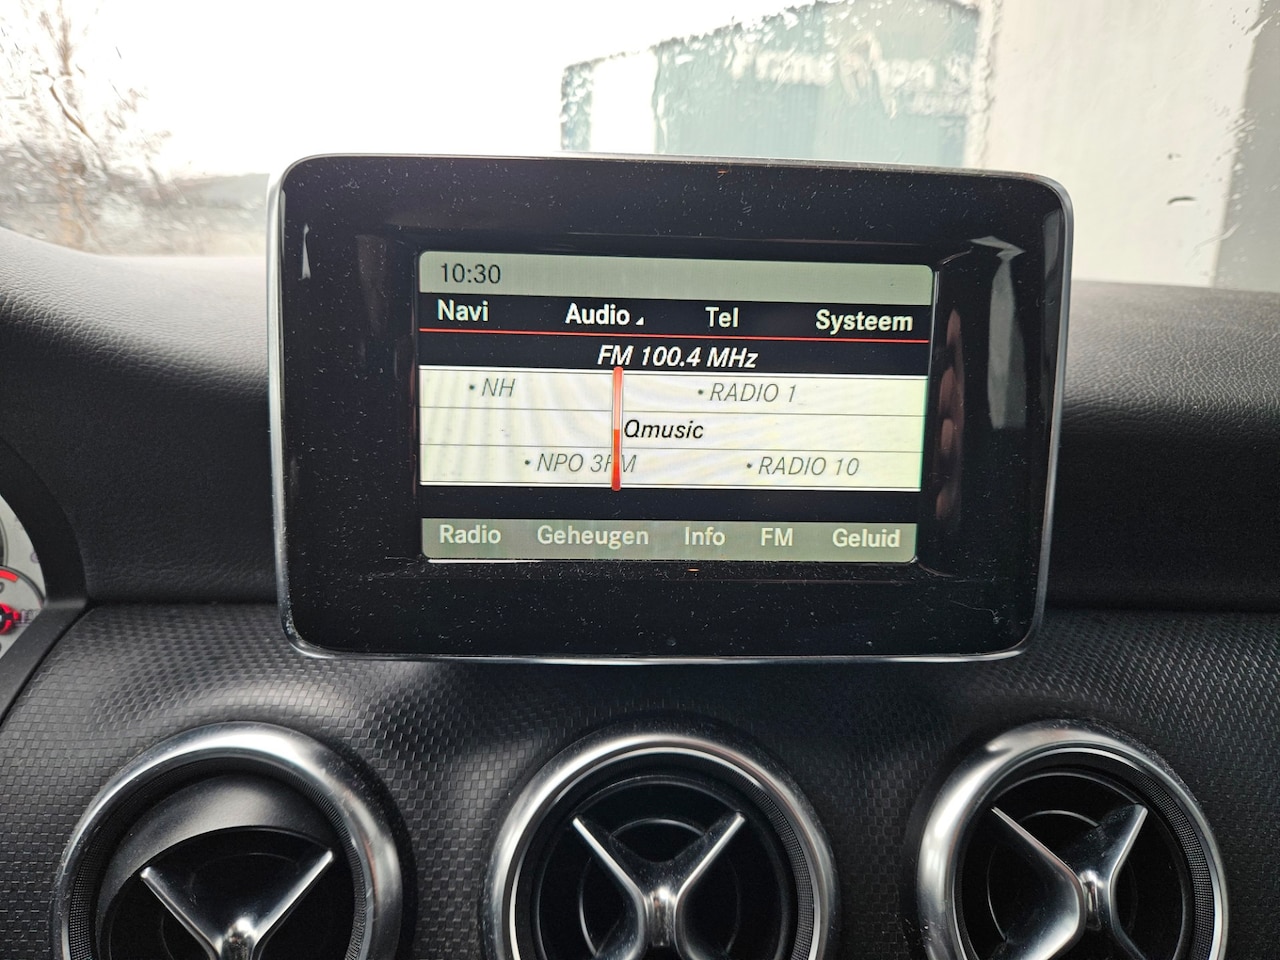 10:30
Navi Audio Tel Systeem
FM 100.4 MHz
• NH • RADIO 1
Qmusic
• NPO 3FM • RADIO 10
Radio Geheugen Info FM Geluid